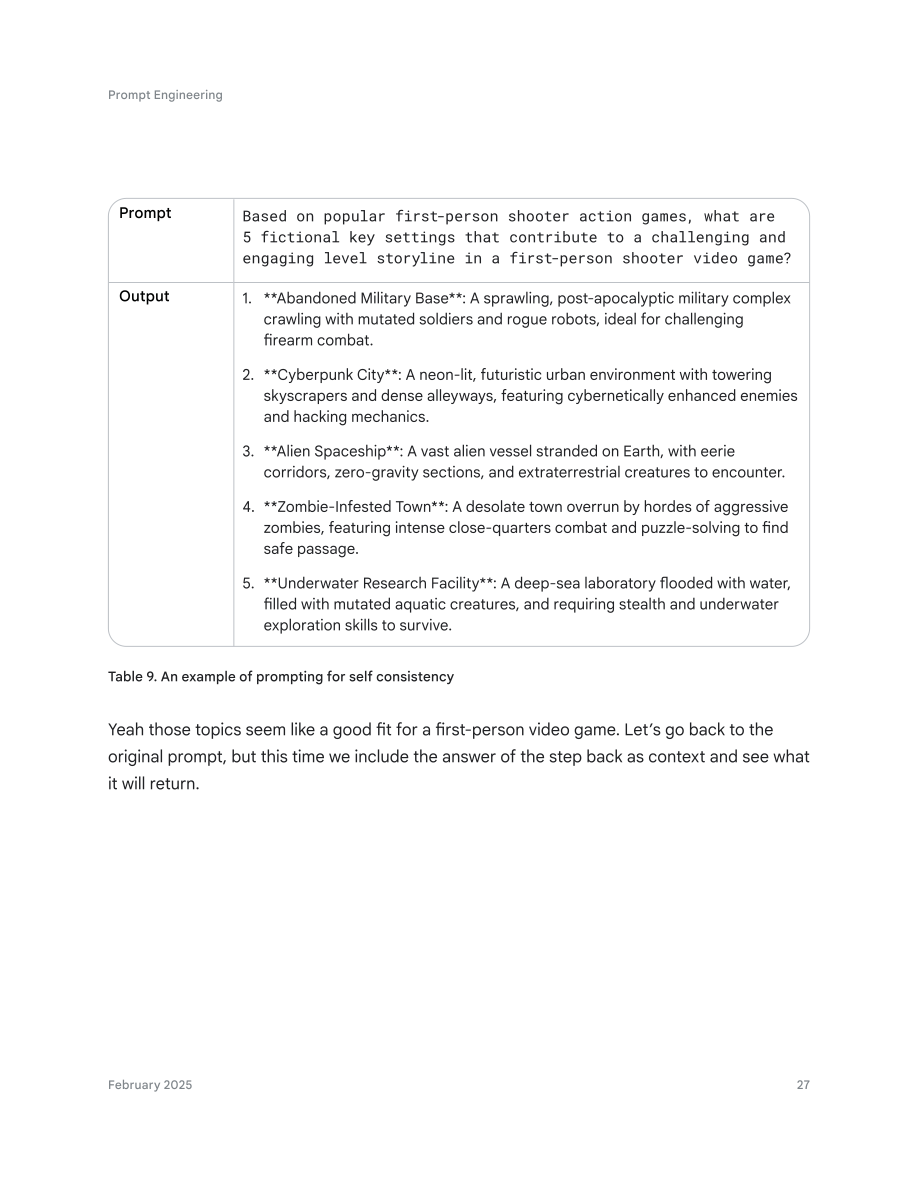 Prompt Engineering
Prompt
Based on popular first-person shooter action games, what are
5 fictional key settings that contribute to a challenging and
engaging level storyline in a first-person shooter video game?
Output
1. **Abandoned Military Base**: A sprawling, post-apocalyptic military complex
crawling with mutated soldiers and rogue robots, ideal for challenging
firearm combat.
2. **Cyberpunk City**: A neon-lit, futuristic urban environment with towering
skyscrapers and dense alleyways, featuring cybernetically enhanced enemies
and hacking mechanics.
3. **Alien Spaceship**: A vast alien vessel stranded on Earth, with eerie
corridors, zero-gravity sections, and extraterrestrial creatures to encounter.
4. **Zombie-Infested Town**: A desolate town overrun by hordes of aggressive
zombies, featuring intense close-quarters combat and puzzle-solving to find
safe passage.
5. **Underwater Research Facility**: A deep-sea laboratory flooded with water,
filled with mutated aquatic creatures, and requiring stealth and underwater
exploration skills to survive.
Table 9. An example of prompting for self consistency
Yeah those topics seem like a good fit for a first-person video game. Let’s go back to the
original prompt, but this time we include the answer of the step back as context and see what
it will return.
February 2025
27